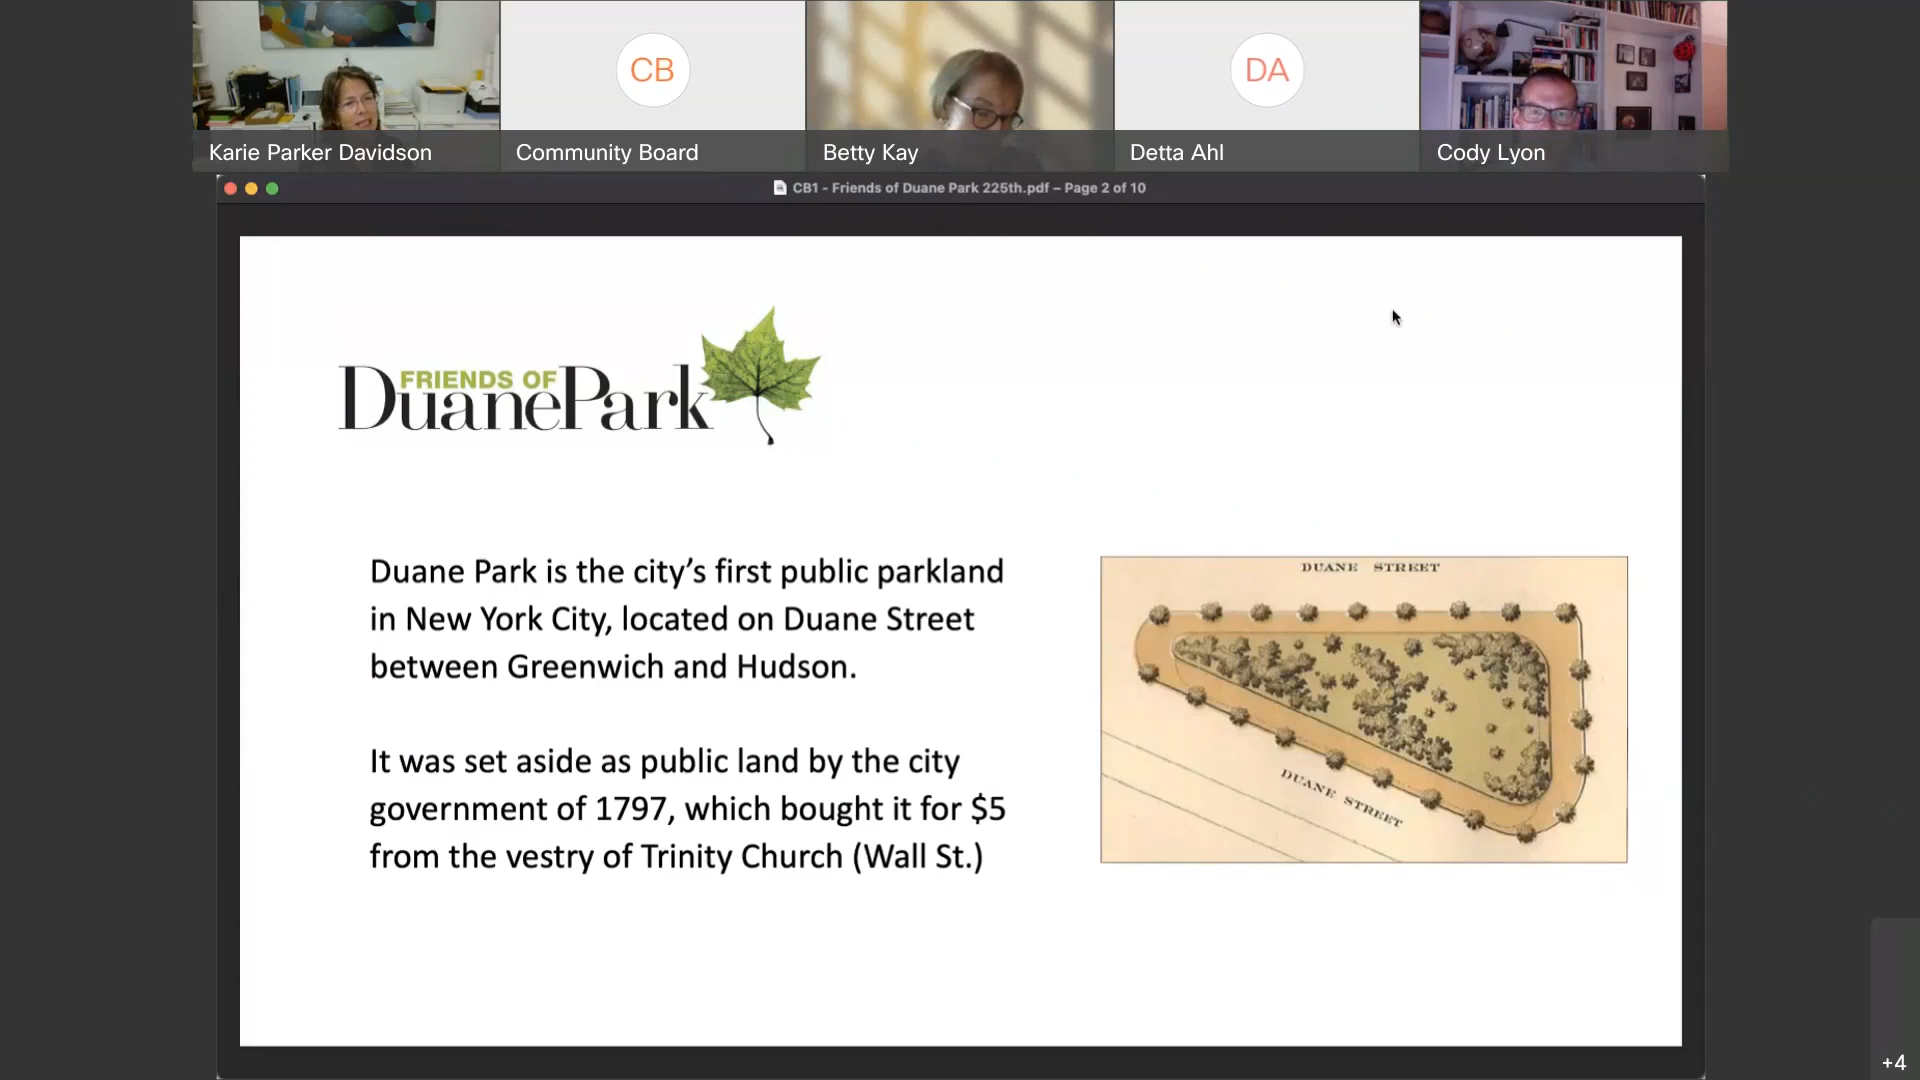 CB
DA
Karie Parker Davidson
Community Board
Betty Kay
Detta Ahl
Cody Lyon
CB1 - Friends of Duane Park 225th.pdf – Page 2 of 10
FRIENDS OF
DuanePark
Duane Park is the city’s first public parkland
in New York City, located on Duane Street
between Greenwich and Hudson.
It was set aside as public land by the city
government of 1797, which bought it for $5
from the vestry of Trinity Church (Wall St.)
DUANE STREET
DUANE STREET
+4